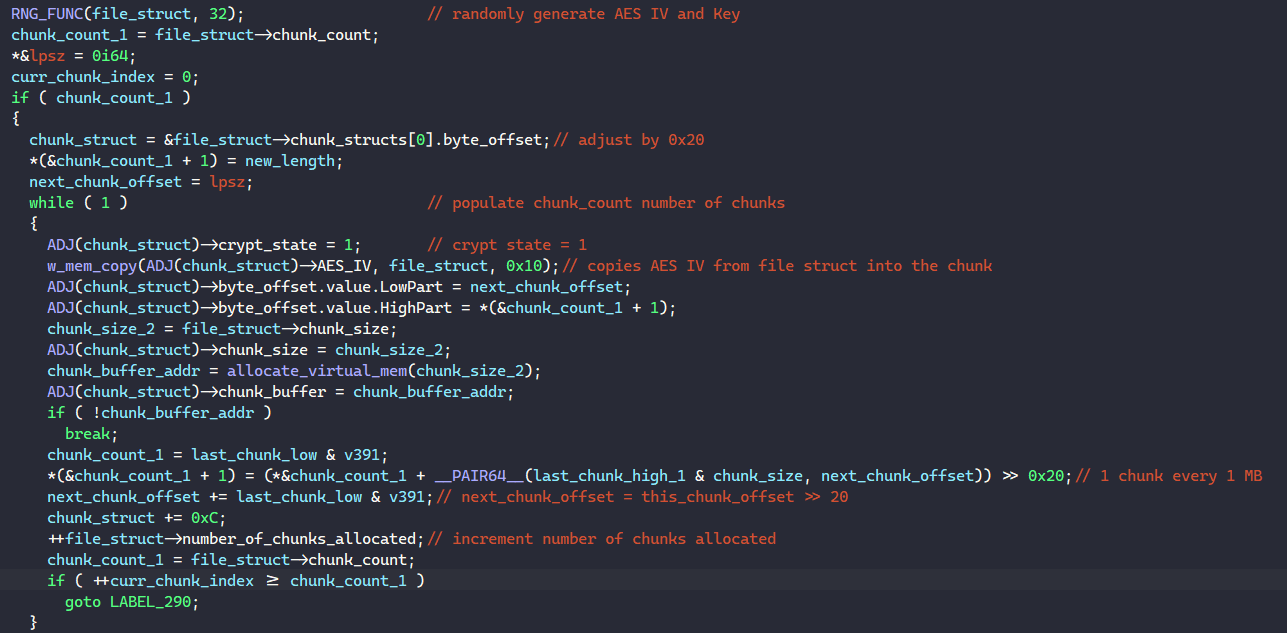 RNG_FUNC(file_struct, 32); // randomly generate AES IV and Key
chunk_count_1 = file_struct→chunk_count;
*&lpsz = 0i64;
curr_chunk_index = 0;
if ( chunk_count_1 )
{
chunk_struct = &file_struct→chunk_structs[0].byte_offset;// adjust by 0x20
*(&chunk_count_1 + 1) = new_length;
next_chunk_offset = lpsz;
while ( 1 ) // populate chunk_count number of chunks
{
ADJ(chunk_struct)→crypt_state = 1; // crypt state = 1
w_mem_copy(ADJ(chunk_struct)→AES_IV, file_struct, 0x10);// copies AES IV from file struct into the chunk
ADJ(chunk_struct)→byte_offset.value.LowPart = next_chunk_offset;
ADJ(chunk_struct)→byte_offset.value.HighPart = *(&chunk_count_1 + 1);
chunk_size_2 = file_struct→chunk_size;
ADJ(chunk_struct)→chunk_size = chunk_size_2;
chunk_buffer_addr = allocate_virtual_mem(chunk_size_2);
ADJ(chunk_struct)→chunk_buffer = chunk_buffer_addr;
if ( !chunk_buffer_addr )
break;
chunk_count_1 = last_chunk_low & v391;
*(&chunk_count_1 + 1) = (*&chunk_count_1 + __PAIR64__(last_chunk_high_1 & chunk_size, next_chunk_offset)) >> 0x20;// 1 chunk every 1 MB
next_chunk_offset += last_chunk_low & v391;// next_chunk_offset = this_chunk_offset >> 20
chunk_struct += 0xC;
++file_struct→number_of_chunks_allocated;// increment number of chunks allocated
chunk_count_1 = file_struct→chunk_count;
if ( ++curr_chunk_index ≥ chunk_count_1 )
goto LABEL_290;
}